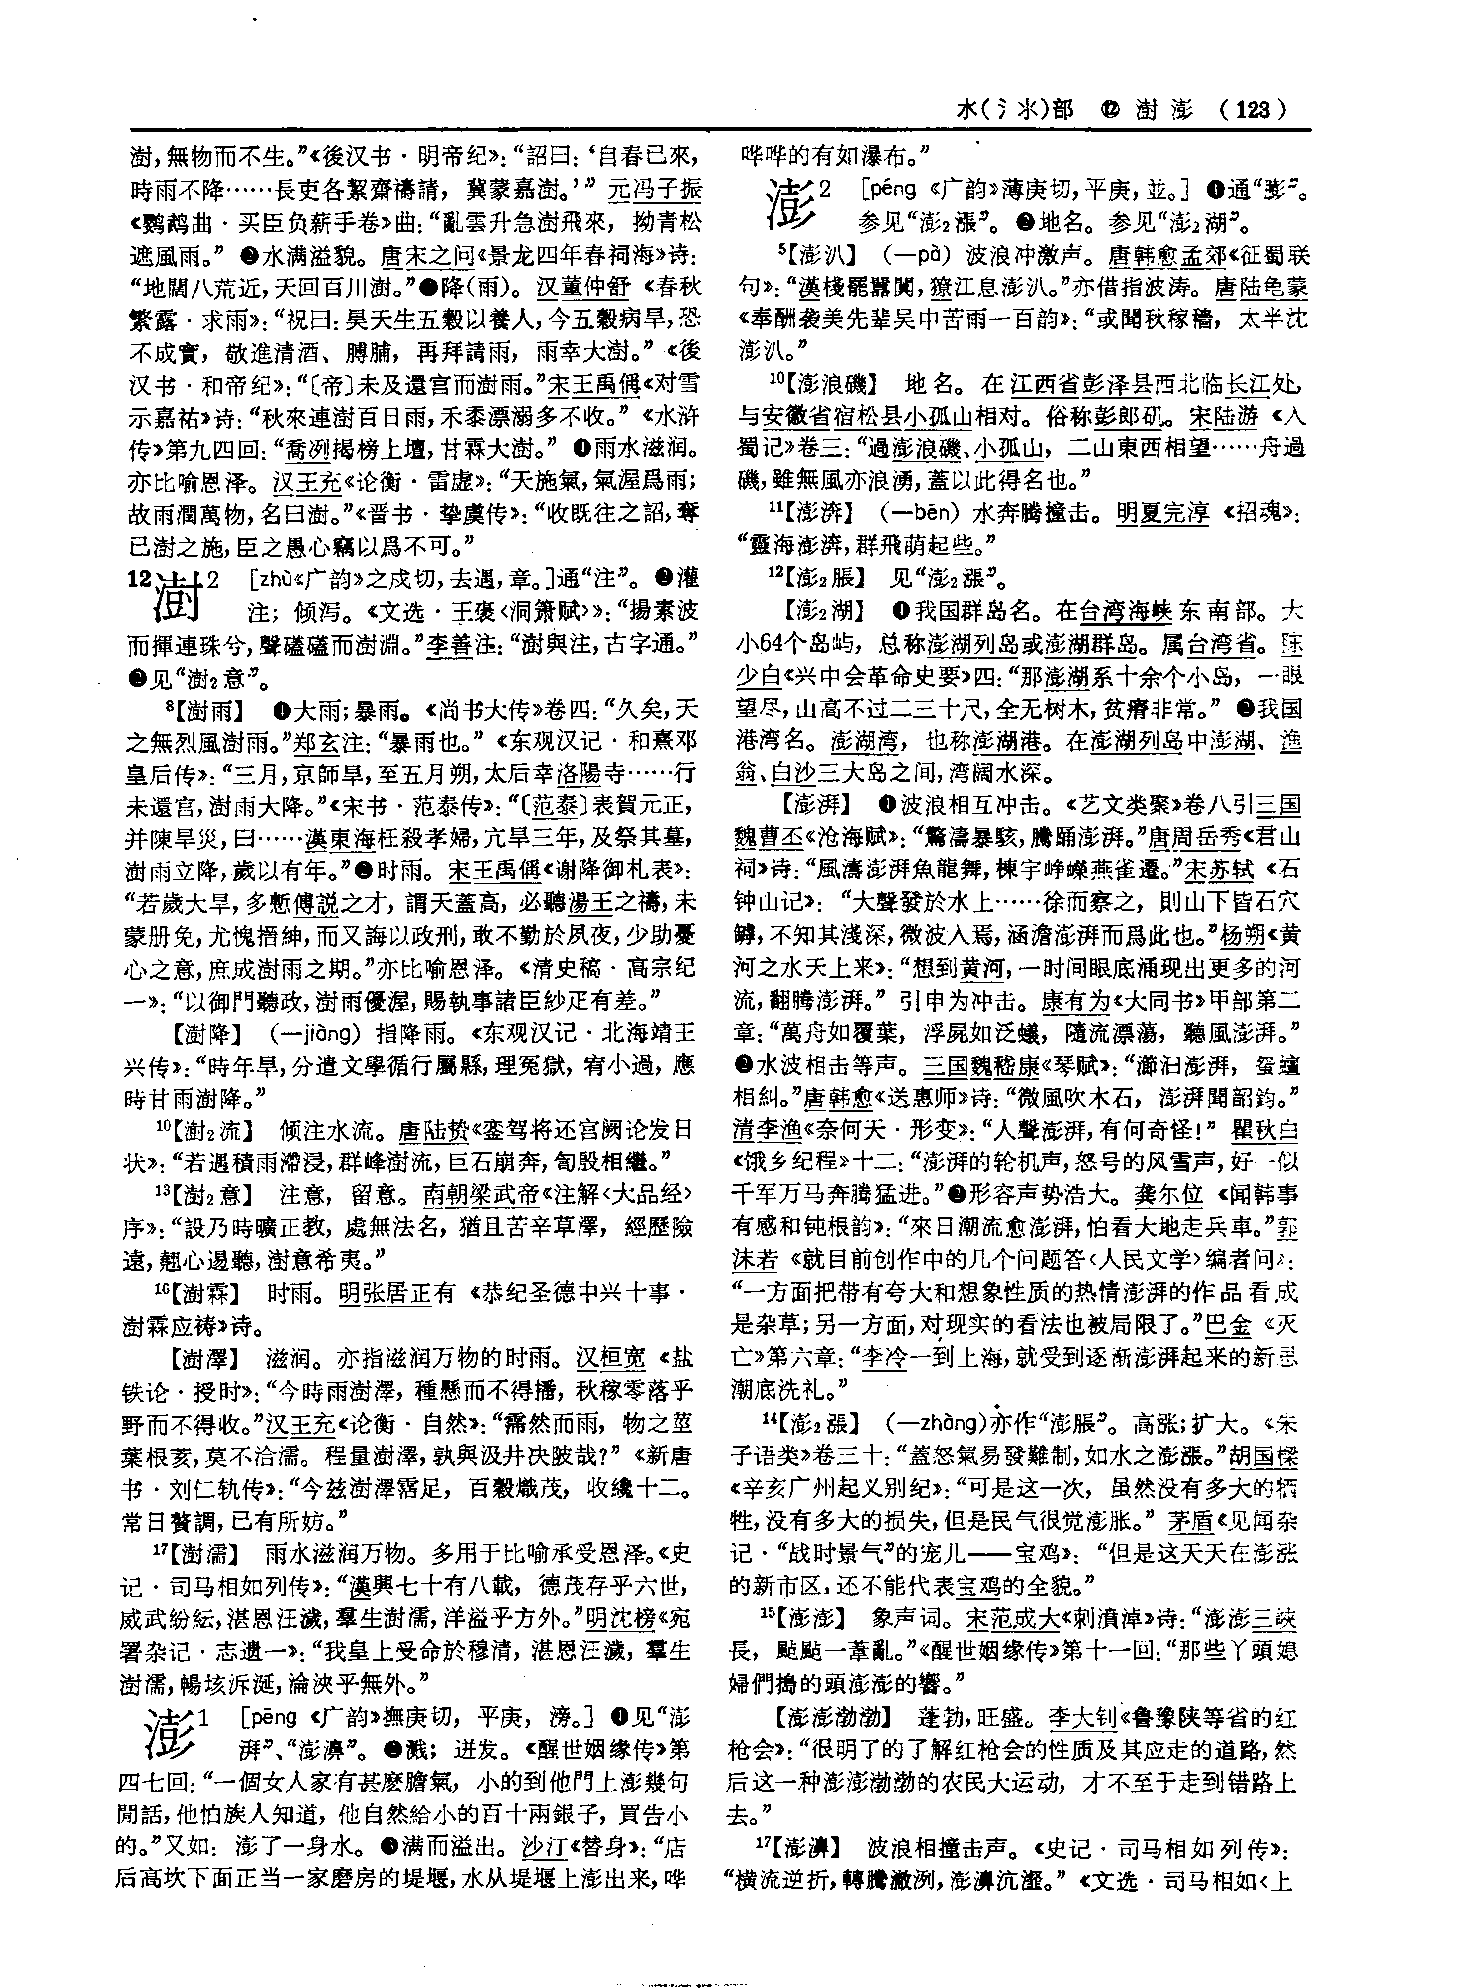 水(氵氺)部 ⑫ 澍 澎 (123)
澍,無物而不生。”《後汉书·明帝纪》:“詔曰:‘自春已來,
時雨不降……長吏各絜齋禱請,冀蒙嘉澍。’” 元冯子振
《鹦鹉曲·买臣负薪手卷》曲:“亂雲升急澍飛來,拗青松
遮風雨。” ❷水满溢貌。唐宋之问《景龙四年春祠海》诗:
“地闊八荒近,天回百川澍。”❸降(雨)。汉董仲舒《春秋
繁露·求雨》:“祝曰:昊天生五穀以養人,今五穀病旱,恐
不成實,敬進清酒、膊脯,再拜請雨,雨幸大澍。”《後
汉书·和帝纪》:“〔帝〕未及還宫而澍雨。”宋王禹偁《对雪
示嘉祐》诗:“秋來連澍百日雨,禾黍漂溺多不收。”《水浒
传》第九四回:“喬冽揭榜上壇,甘霖大澍。” ❹雨水滋润。
亦比喻恩泽。汉王充《论衡·雷虚》:“天施氣,氣渥爲雨;
故雨潤萬物,名曰澍。”《晋书·挚虞传》:“收既往之詔,奪
已澍之施,臣之愚心竊以爲不可。”
12澍2 [zhù《广韵》之戍切,去遇,章。]通“注”。❶灌
注;倾泻。《文选·王褒〈洞箫赋〉》:“揚素波
而揮連珠兮,聲礚礚而澍淵。”李善注:“澍與注,古字通。”
❷见“澍2意”。
8【澍雨】 ❶大雨;暴雨。《尚书大传》卷四:“久矣,天
之無烈風澍雨。”郑玄注:“暴雨也。”《东观汉记·和熹邓
皇后传》:“三月,京師旱,至五月朔,太后幸洛陽寺……行
未還宫,澍雨大降。”《宋书·范泰传》:“〔范泰〕表賀元正,
并陳旱災,曰……漢東海枉殺孝婦,亢旱三年,及祭其墓,
澍雨立降,歲以有年。”❷时雨。宋王禹偁《谢降御札表》:
“若歲大旱,多慙傅説之才,謂天蓋高,必聽湯王之禱,未
蒙册免,尤愧搢紳,而又誨以政刑,敢不勤於夙夜,少助憂
心之意,庶成澍雨之期。”亦比喻恩泽。《清史稿·高宗纪
一》:“以御門聽政,澍雨優渥,賜執事諸臣紗疋有差。”
【澍降】 (—jiàng) 指降雨。《东观汉记·北海靖王
兴传》:“時年旱,分遣文學循行屬縣,理冤獄,宥小過,應
時甘雨澍降。”
10【澍2流】 倾注水流。唐陆贽《銮驾将还宫阙论发日
状》:“若遇積雨滯浸,群峰澍流,巨石崩奔,訇殷相繼。”
13【澍2意】 注意,留意。南朝梁武帝《注解〈大品经〉
序》:“設乃時曠正教,處無法名,猶且苦辛草澤,經歷險
遠,翹心遏聽,澍意希夷。”
16【澍霖】 时雨。明张居正有《恭纪圣德中兴十事·
澍霖应祷》诗。
【澍澤】 滋润。亦指滋润万物的时雨。汉桓宽《盐
铁论·授时》:“今時雨澍澤,種懸而不得播,秋稼零落乎
野而不得收。”汉王充《论衡·自然》:“霈然而雨,物之莖
葉根荄,莫不洽濡。程量澍澤,孰與汲井决陂哉?”《新唐
书·刘仁轨传》:“今兹澍澤霑足,百穀熾茂,收纔十二。
常日贅調,已有所妨。”
17【澍濡】 雨水滋润万物。多用于比喻承受恩泽。《史
记·司马相如列传》:“漢興七十有八載,德茂存乎六世,
威武紛紜,湛恩汪濊,羣生澍濡,洋溢乎方外。”明沈榜《宛
署杂记·志遗一》:“我皇上受命於穆清,湛恩汪濊,羣生
澍濡,暢垓泝涎,淪浹乎無外。”
澎1 [pēng《广韵》撫庚切,平庚,滂。] ❶见“澎
湃”、“澎濞”。❷溅;迸发。《醒世姻缘传》第
四七回:“一個女人家有甚麽膽氣,小的到他門上澎幾句
閒話,他怕族人知道,他自然給小的百十兩銀子,買告小
的。”又如:澎了一身水。❸满而溢出。沙汀《替身》:“店
后高坎下面正当一家磨房的堤堰,水从堤堰上澎出来,哗
哗哗的有如瀑布。”
澎2 [péng《广韵》薄庚切,平庚,並。] ❶通“膨”。
参见“澎2漲”。❷地名。参见“澎2湖”。
5【澎汃】 (—pà) 波浪冲激声。唐韩愈孟郊《征蜀联
句》:“漢棧罷囂闐,獠江息澎汃。”亦借指波涛。唐陆龟蒙
《奉酬袭美先辈吴中苦雨一百韵》:“或聞秋稼穡,太半沈
澎汃。”
10【澎浪磯】 地名。在江西省彭泽县西北临长江处,
与安徽省宿松县小孤山相对。俗称彭郎矶。宋陆游《入
蜀记》卷三:“過澎浪磯、小孤山,二山東西相望……舟過
磯,雖無風亦浪湧,蓋以此得名也。”
11【澎渀】 (—bēn) 水奔腾撞击。明夏完淳《招魂》:
“靈海澎渀,群飛萌起些。”
12【澎2脹】 见“澎2漲”。
【澎2湖】 ❶我国群岛名。在台湾海峡东南部。大
小64个岛屿,总称澎湖列岛或澎湖群岛。属台湾省。陈
少白《兴中会革命史要》四:“那澎湖系十余个小岛,一眼
望尽,山高不过二三十尺,全无树木,贫瘠非常。” ❷我国
港湾名。澎湖湾,也称澎湖港。在澎湖列岛中澎湖、渔
翁、白沙三大岛之间,湾阔水深。
【澎湃】 ❶波浪相互冲击。《艺文类聚》卷八引三国
魏曹丕《沧海赋》:“驚濤暴駭,騰踴澎湃。”唐周岳秀《君山
祠》诗:“風濤澎湃魚龍舞,棟宇崢嶸燕雀遷。”宋苏轼《石
钟山记》:“大聲發於水上……徐而察之,則山下皆石穴
罅,不知其淺深,微波入焉,涵澹澎湃而爲此也。”杨朔《黄
河之水天上来》:“想到黄河,一时间眼底涌现出更多的河
流,翻腾澎湃。”引申为冲击。康有为《大同书》甲部第二
章:“萬舟如覆葉,浮屍如泛蟻,隨流漂蕩,聽風澎湃。”
❷水波相击等声。三国魏嵇康《琴赋》:“瀄汩澎湃,蜿蟺
相糾。”唐韩愈《送惠师》诗:“微風吹木石,澎湃聞韶鈞。”
清李渔《奈何天·形变》:“人聲澎湃,有何奇怪!” 瞿秋白
《饿乡纪程》十二:“澎湃的轮机声,怒号的风雪声,好一似
千军万马奔腾猛进。”❸形容声势浩大。龚尔位《闻韩事
有感和钝根韵》:“來日潮流愈澎湃,怕看大地走兵車。”郭
沫若《就目前创作中的几个问题答〈人民文学〉编者问》:
“一方面把带有夸大和想象性质的热情澎湃的作品看成
是杂草;另一方面,对现实的看法也被局限了。”巴金《灭
亡》第六章:“李冷一到上海,就受到逐渐澎湃起来的新思
潮底洗礼。”
14【澎2漲】 (—zhàng)亦作“澎脹”。高涨;扩大。《朱
子语类》卷三十:“蓋怒氣易發難制,如水之澎漲。”胡国梁
《辛亥广州起义别纪》:“可是这一次,虽然没有多大的牺
牲,没有多大的损失,但是民气很觉澎胀。” 茅盾《见闻杂
记·“战时景气”的宠儿——宝鸡》:“但是这天天在澎涨
的新市区,还不能代表宝鸡的全貌。”
15【澎澎】 象声词。宋范成大《刺濆淖》诗:“澎澎三峽
長,颭颭一葦亂。”《醒世姻缘传》第十一回:“那些丫頭媳
婦們搗的頭澎澎的響。”
【澎澎渤渤】 蓬勃,旺盛。李大钊《鲁豫陕等省的红
枪会》:“很明了的了解红枪会的性质及其应走的道路,然
后这一种澎澎渤渤的农民大运动,才不至于走到错路上
去。”
17【澎濞】 波浪相撞击声。《史记·司马相如列传》:
“横流逆折,轉騰潎洌,澎濞沆瀣。”《文选·司马相如〈上